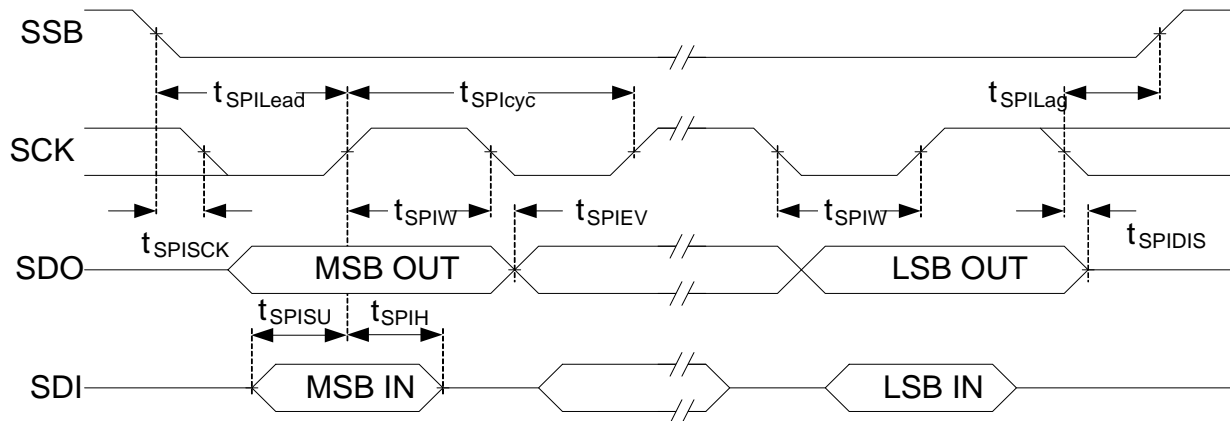 SSB
tSPILead
tSPIcyc
tSPILag
SCK
tSPIW
tSPIEV
tSPIW
tSPISCK
tSPIDIS
SDO
MSB OUT
LSB OUT
tSPISU
tSPIH
SDI
MSB IN
LSB IN